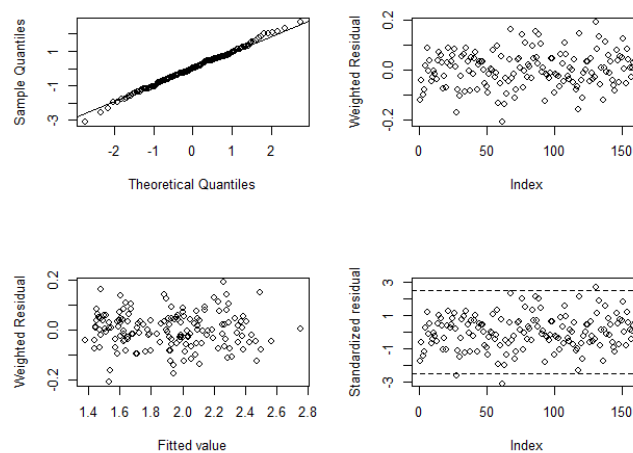 Sample Quantiles
-3 -1 1
-2 -1 0 1 2
Theoretical Quantiles
Weighted Residual
-0.2 0.0 0.2
0 50 100 150
Index
Weighted Residual
-0.2 0.0 0.2
1.4 1.6 1.8 2.0 2.2 2.4 2.6 2.8
Fitted value
Standardized residual
-3 -1 1 3
0 50 100 150
Index